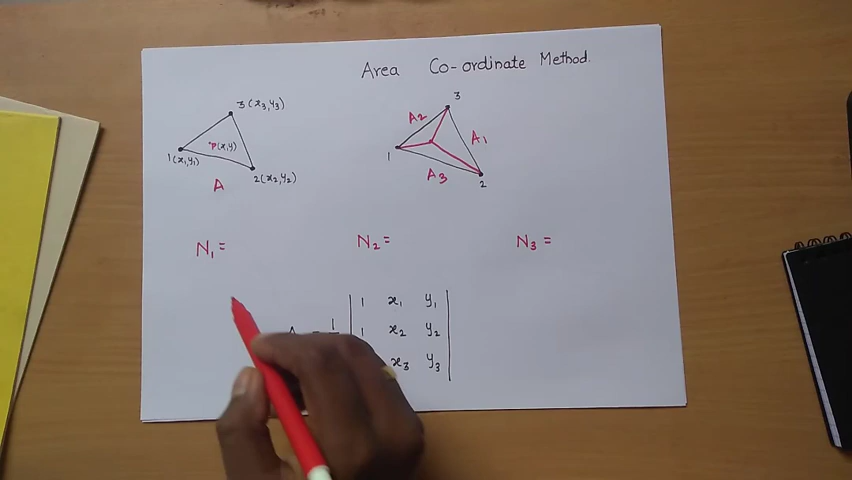 Area Co-ordinate Method.
3 (x₃,y₃)
P(x,y)
1(x₁,y₁)
2(x₂,y₂)
A
3
A2
A1
1
A3
2
N₁ =
N₂ =
N₃ =
1 x₁ y₁
= 1 1 x₂ y₂
x₃ y₃